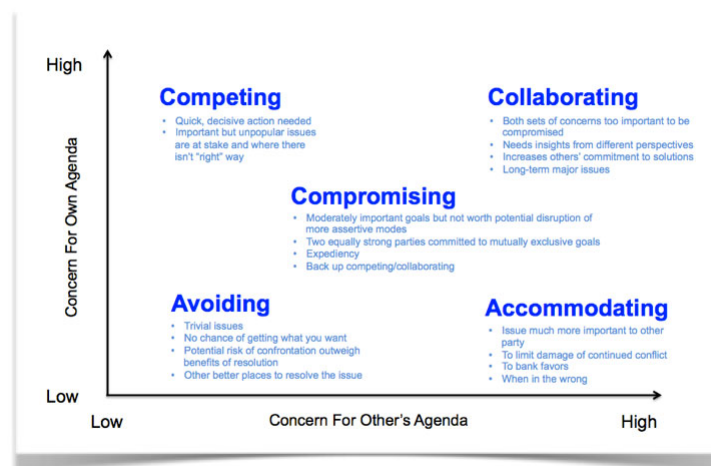 High
Concern For Own Agenda
Low
Competing
• Quick, decisive action needed
• Important but unpopular issues
are at stake and where there
isn't "right" way
Collaborating
• Both sets of concerns too important to be
compromised
• Needs insights from different perspectives
• Increases others' commitment to solutions
• Long-term major issues
Compromising
• Moderately important goals but not worth potential disruption of
more assertive modes
• Two equally strong parties committed to mutually exclusive goals
• Expediency
• Back up competing/collaborating
Avoiding
• Trivial issues
• No chance of getting what you want
• Potential risk of confrontation outweigh
benefits of resolution
• Other better places to resolve the issue
Accommodating
• Issue much more important to other
party
• To limit damage of continued conflict
• To bank favors
• When in the wrong
Low
Concern For Other's Agenda
High